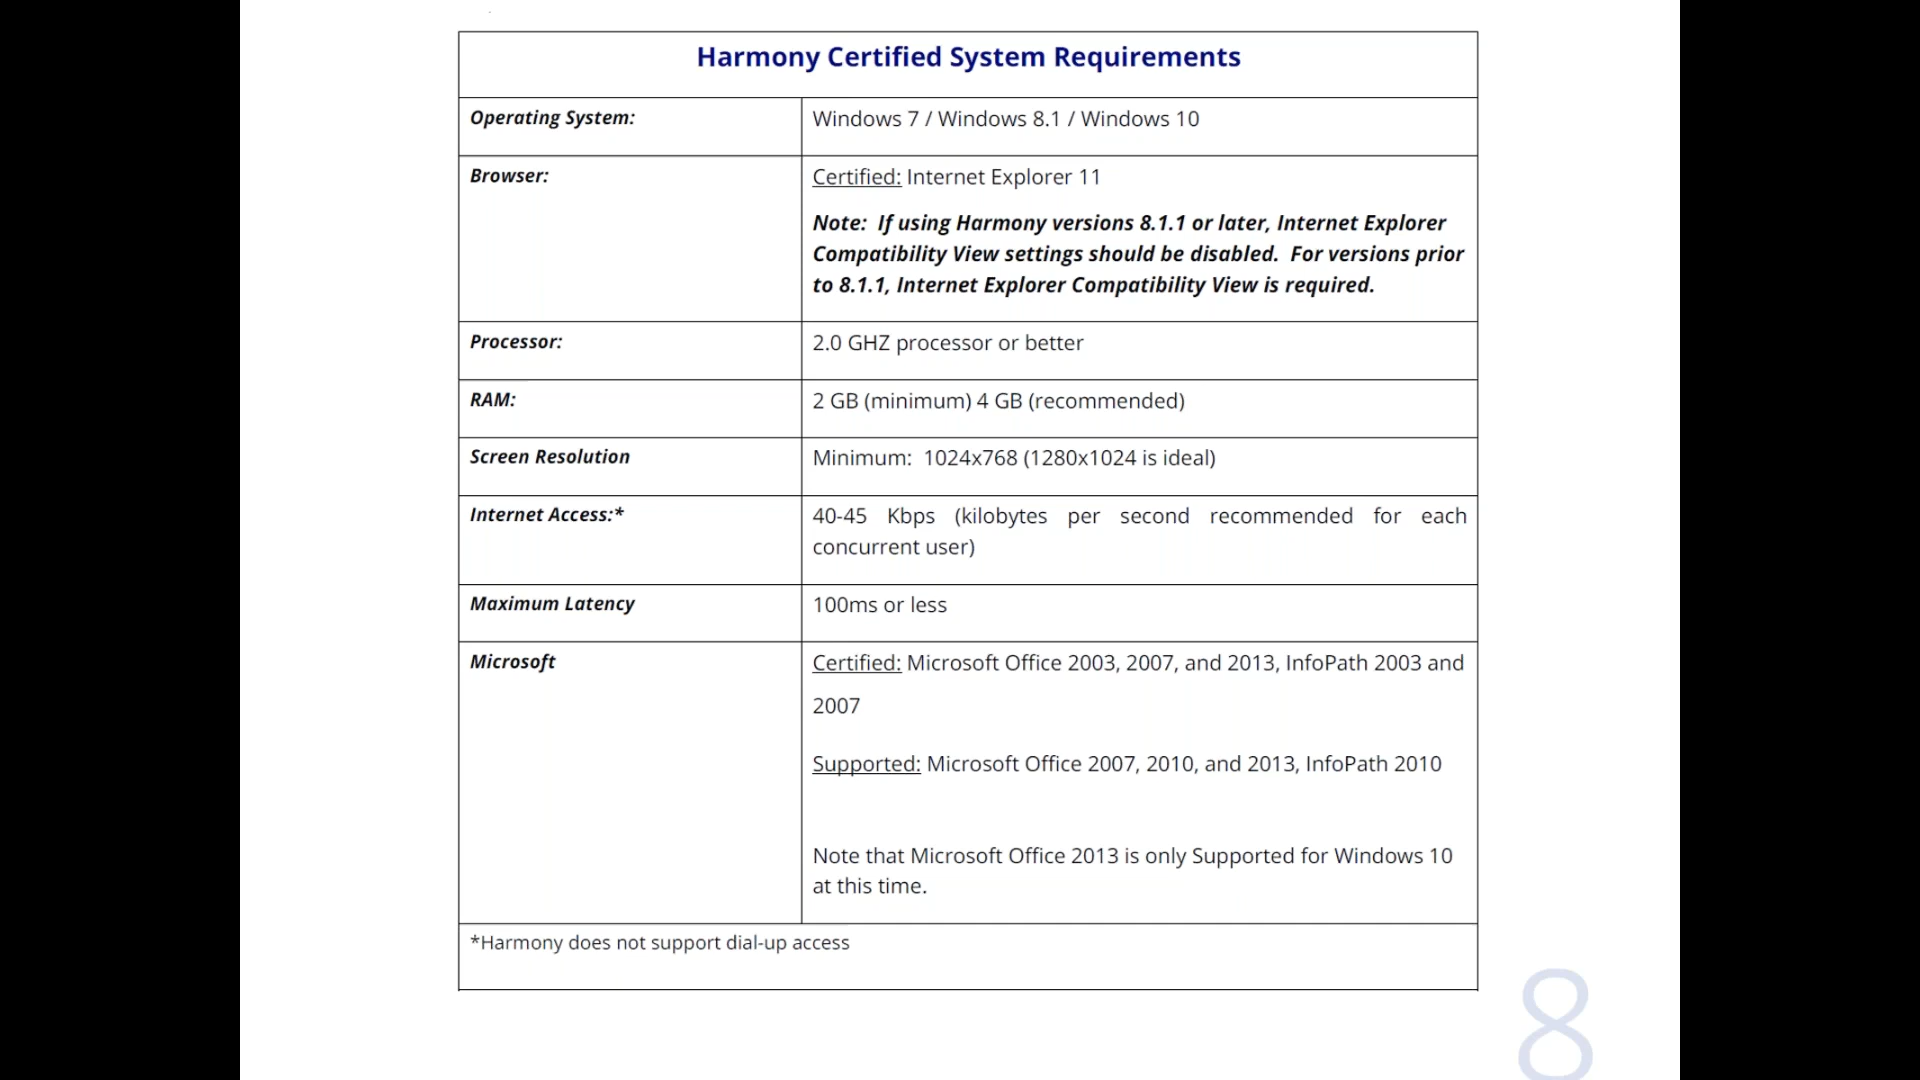 Harmony Certified System Requirements
Operating System:
Windows 7 / Windows 8.1 / Windows 10
Browser:
Certified: Internet Explorer 11
Note:  If using Harmony versions 8.1.1 or later, Internet Explorer
Compatibility View settings should be disabled.  For versions prior
to 8.1.1, Internet Explorer Compatibility View is required.
Processor:
2.0 GHZ processor or better
RAM:
2 GB (minimum) 4 GB (recommended)
Screen Resolution
Minimum:  1024x768 (1280x1024 is ideal)
Internet Access:*
40-45 Kbps (kilobytes per second recommended for each
concurrent user)
Maximum Latency
100ms or less
Microsoft
Certified: Microsoft Office 2003, 2007, and 2013, InfoPath 2003 and
2007
Supported: Microsoft Office 2007, 2010, and 2013, InfoPath 2010
Note that Microsoft Office 2013 is only Supported for Windows 10
at this time.
*Harmony does not support dial-up access
8